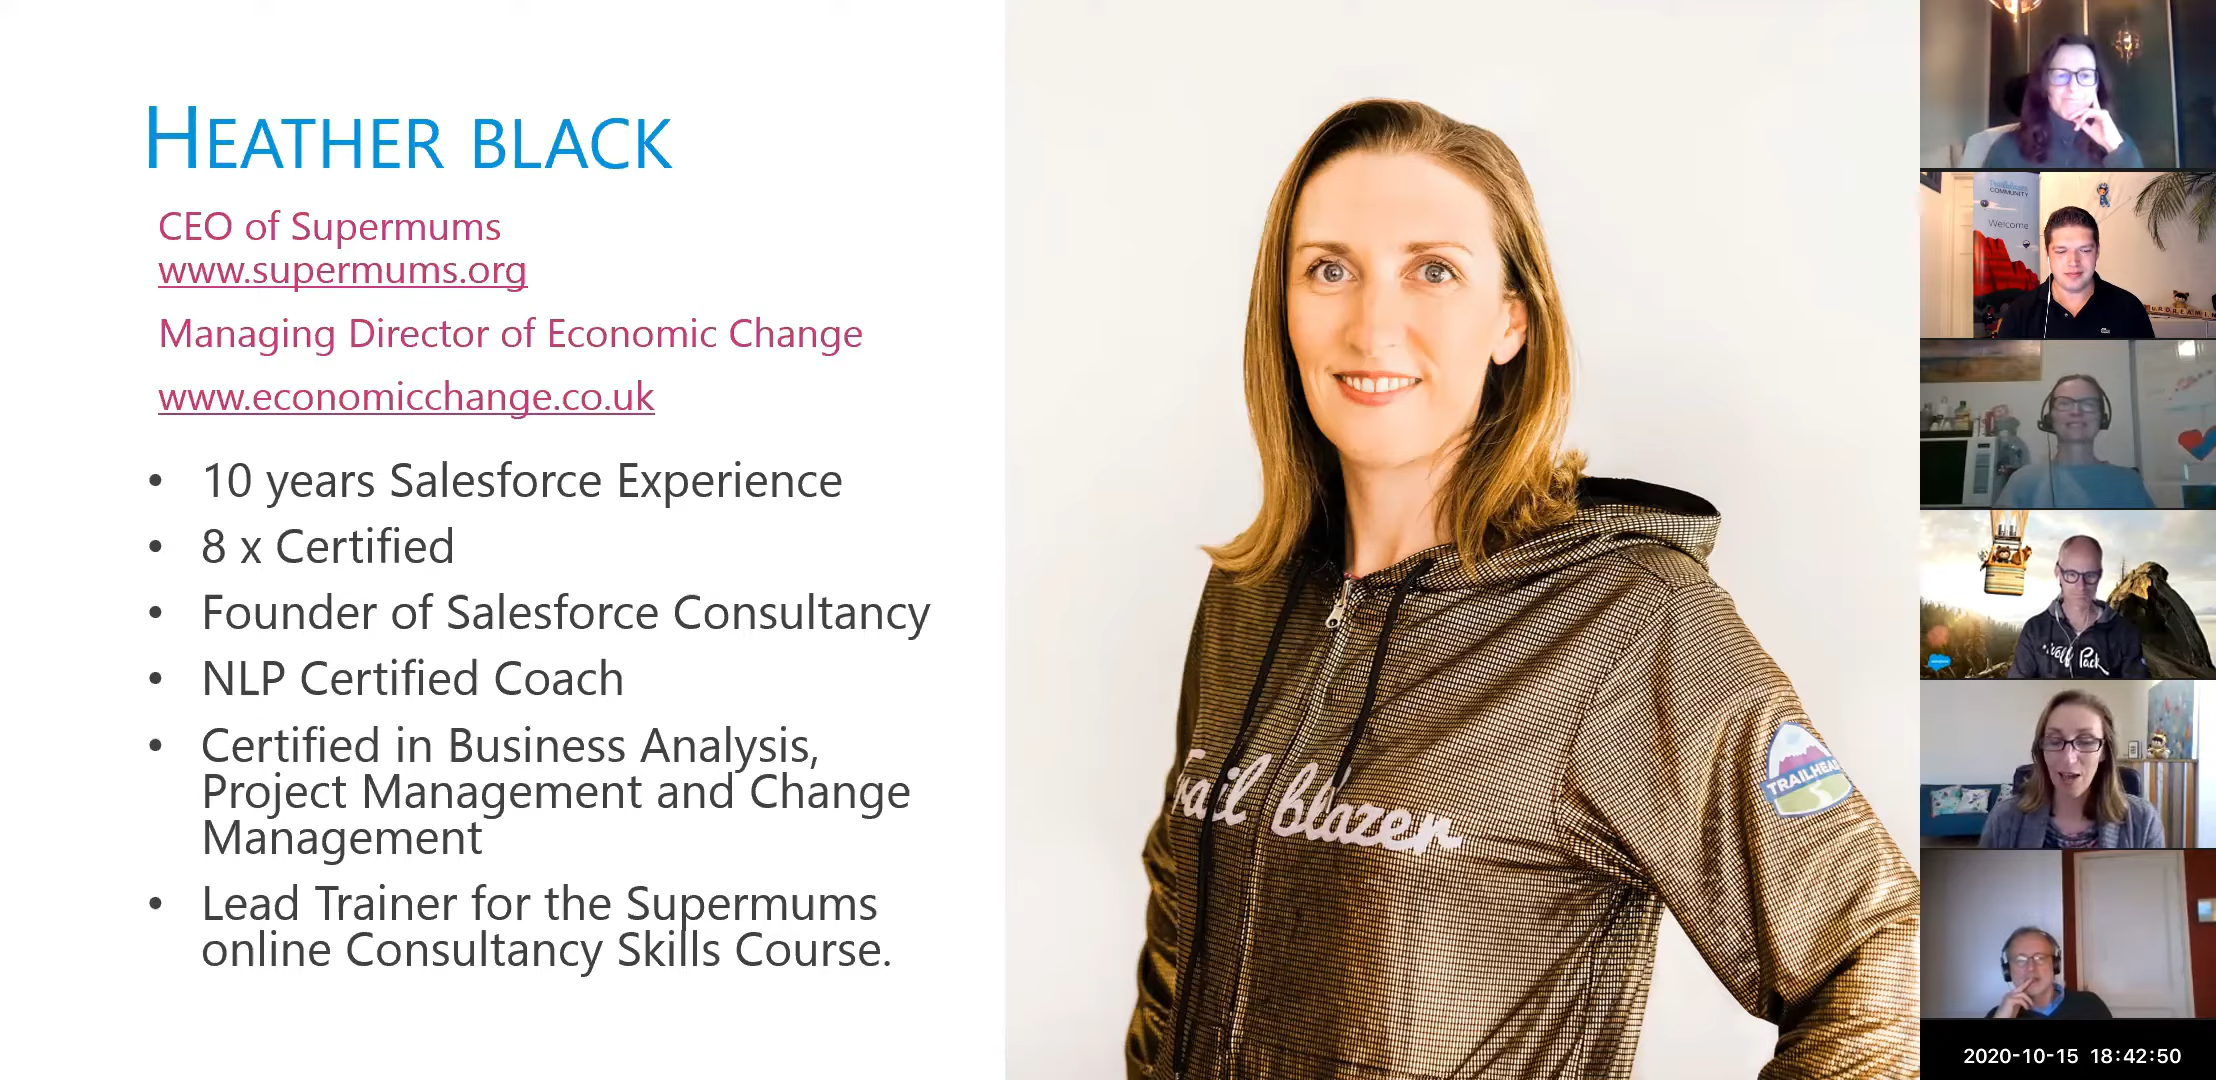 HEATHER BLACK
CEO of Supermums
www.supermums.org
Managing Director of Economic Change
www.economicchange.co.uk
• 10 years Salesforce Experience
• 8 x Certified
• Founder of Salesforce Consultancy
• NLP Certified Coach
• Certified in Business Analysis,
Project Management and Change
Management
• Lead Trainer for the Supermums
online Consultancy Skills Course.
Trail blazer
TRAILHEA
COMMUNITY
Welcome
Pack
2020-10-15 18:42:50